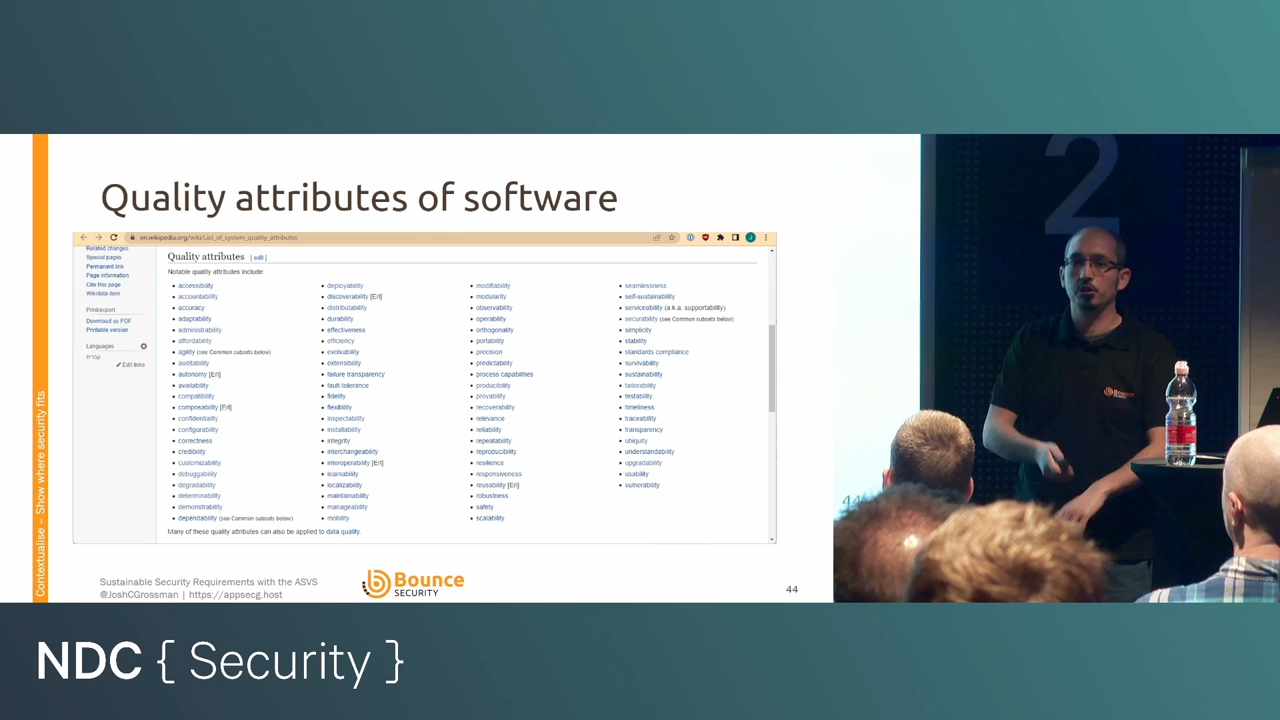 Quality attributes of software
en.wikipedia.org/wiki/List_of_system_quality_attributes
Related changes
Special pages
Permanent link
Page information
Cite this page
Wikidata item
Print/export
Download as PDF
Printable version
Languages
עברית
Edit links
Quality attributes [ edit ]
Notable quality attributes include:
accessibility
accountability
accuracy
adaptability
administrability
affordability
agility (see Common subsets below)
auditability
autonomy [Erl]
availability
compatibility
composability [Erl]
confidentiality
configurability
correctness
credibility
customizability
debuggability
degradability
determinability
demonstrability
dependability (see Common subsets below)
deployability
discoverability [Erl]
distributability
durability
effectiveness
efficiency
evolvability
extensibility
failure transparency
fault-tolerance
fidelity
flexibility
inspectability
installability
integrity
interchangeability
interoperability [Erl]
learnability
localizability
maintainability
manageability
mobility
modifiability
modularity
observability
operability
orthogonality
portability
precision
predictability
process capabilities
producibility
provability
recoverability
relevance
reliability
repeatability
reproducibility
resilience
responsiveness
reusability [Erl]
robustness
safety
scalability
seamlessness
self-sustainability
serviceability (a.k.a. supportability)
securability (see Common subsets below)
simplicity
stability
standards compliance
survivability
sustainability
tailorability
testability
timeliness
traceability
transparency
ubiquity
understandability
upgradability
usability
vulnerability
Many of these quality attributes can also be applied to data quality.
Contextualise – Show where security fits
Sustainable Security Requirements with the ASVS
@JoshCGrossman | https://appsecg.host
Bounce
SECURITY
44
2
44
Bounce
NDC { Security }